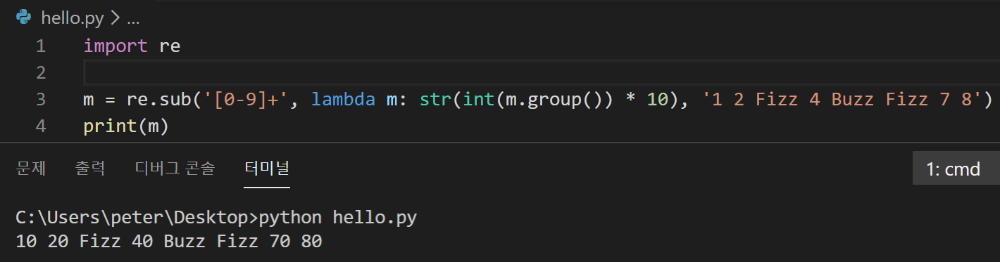 hello.py > ...
1 import re
2
3 m = re.sub('[0-9]+', lambda m: str(int(m.group()) * 10), '1 2 Fizz 4 Buzz Fizz 7 8')
4 print(m)
문제 출력 디버그 콘솔 터미널 1: cmd
C:\Users\peter\Desktop>python hello.py
10 20 Fizz 40 Buzz Fizz 70 80